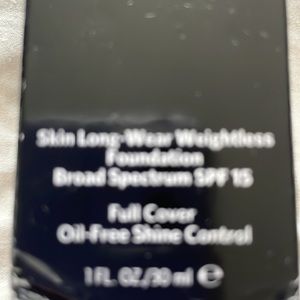 Skin Long-Wear Weightless
Foundation
Broad Spectrum SPF 15
Full Cover
Oil-Free Shine Control
1 FL. OZ./30 ml ℮